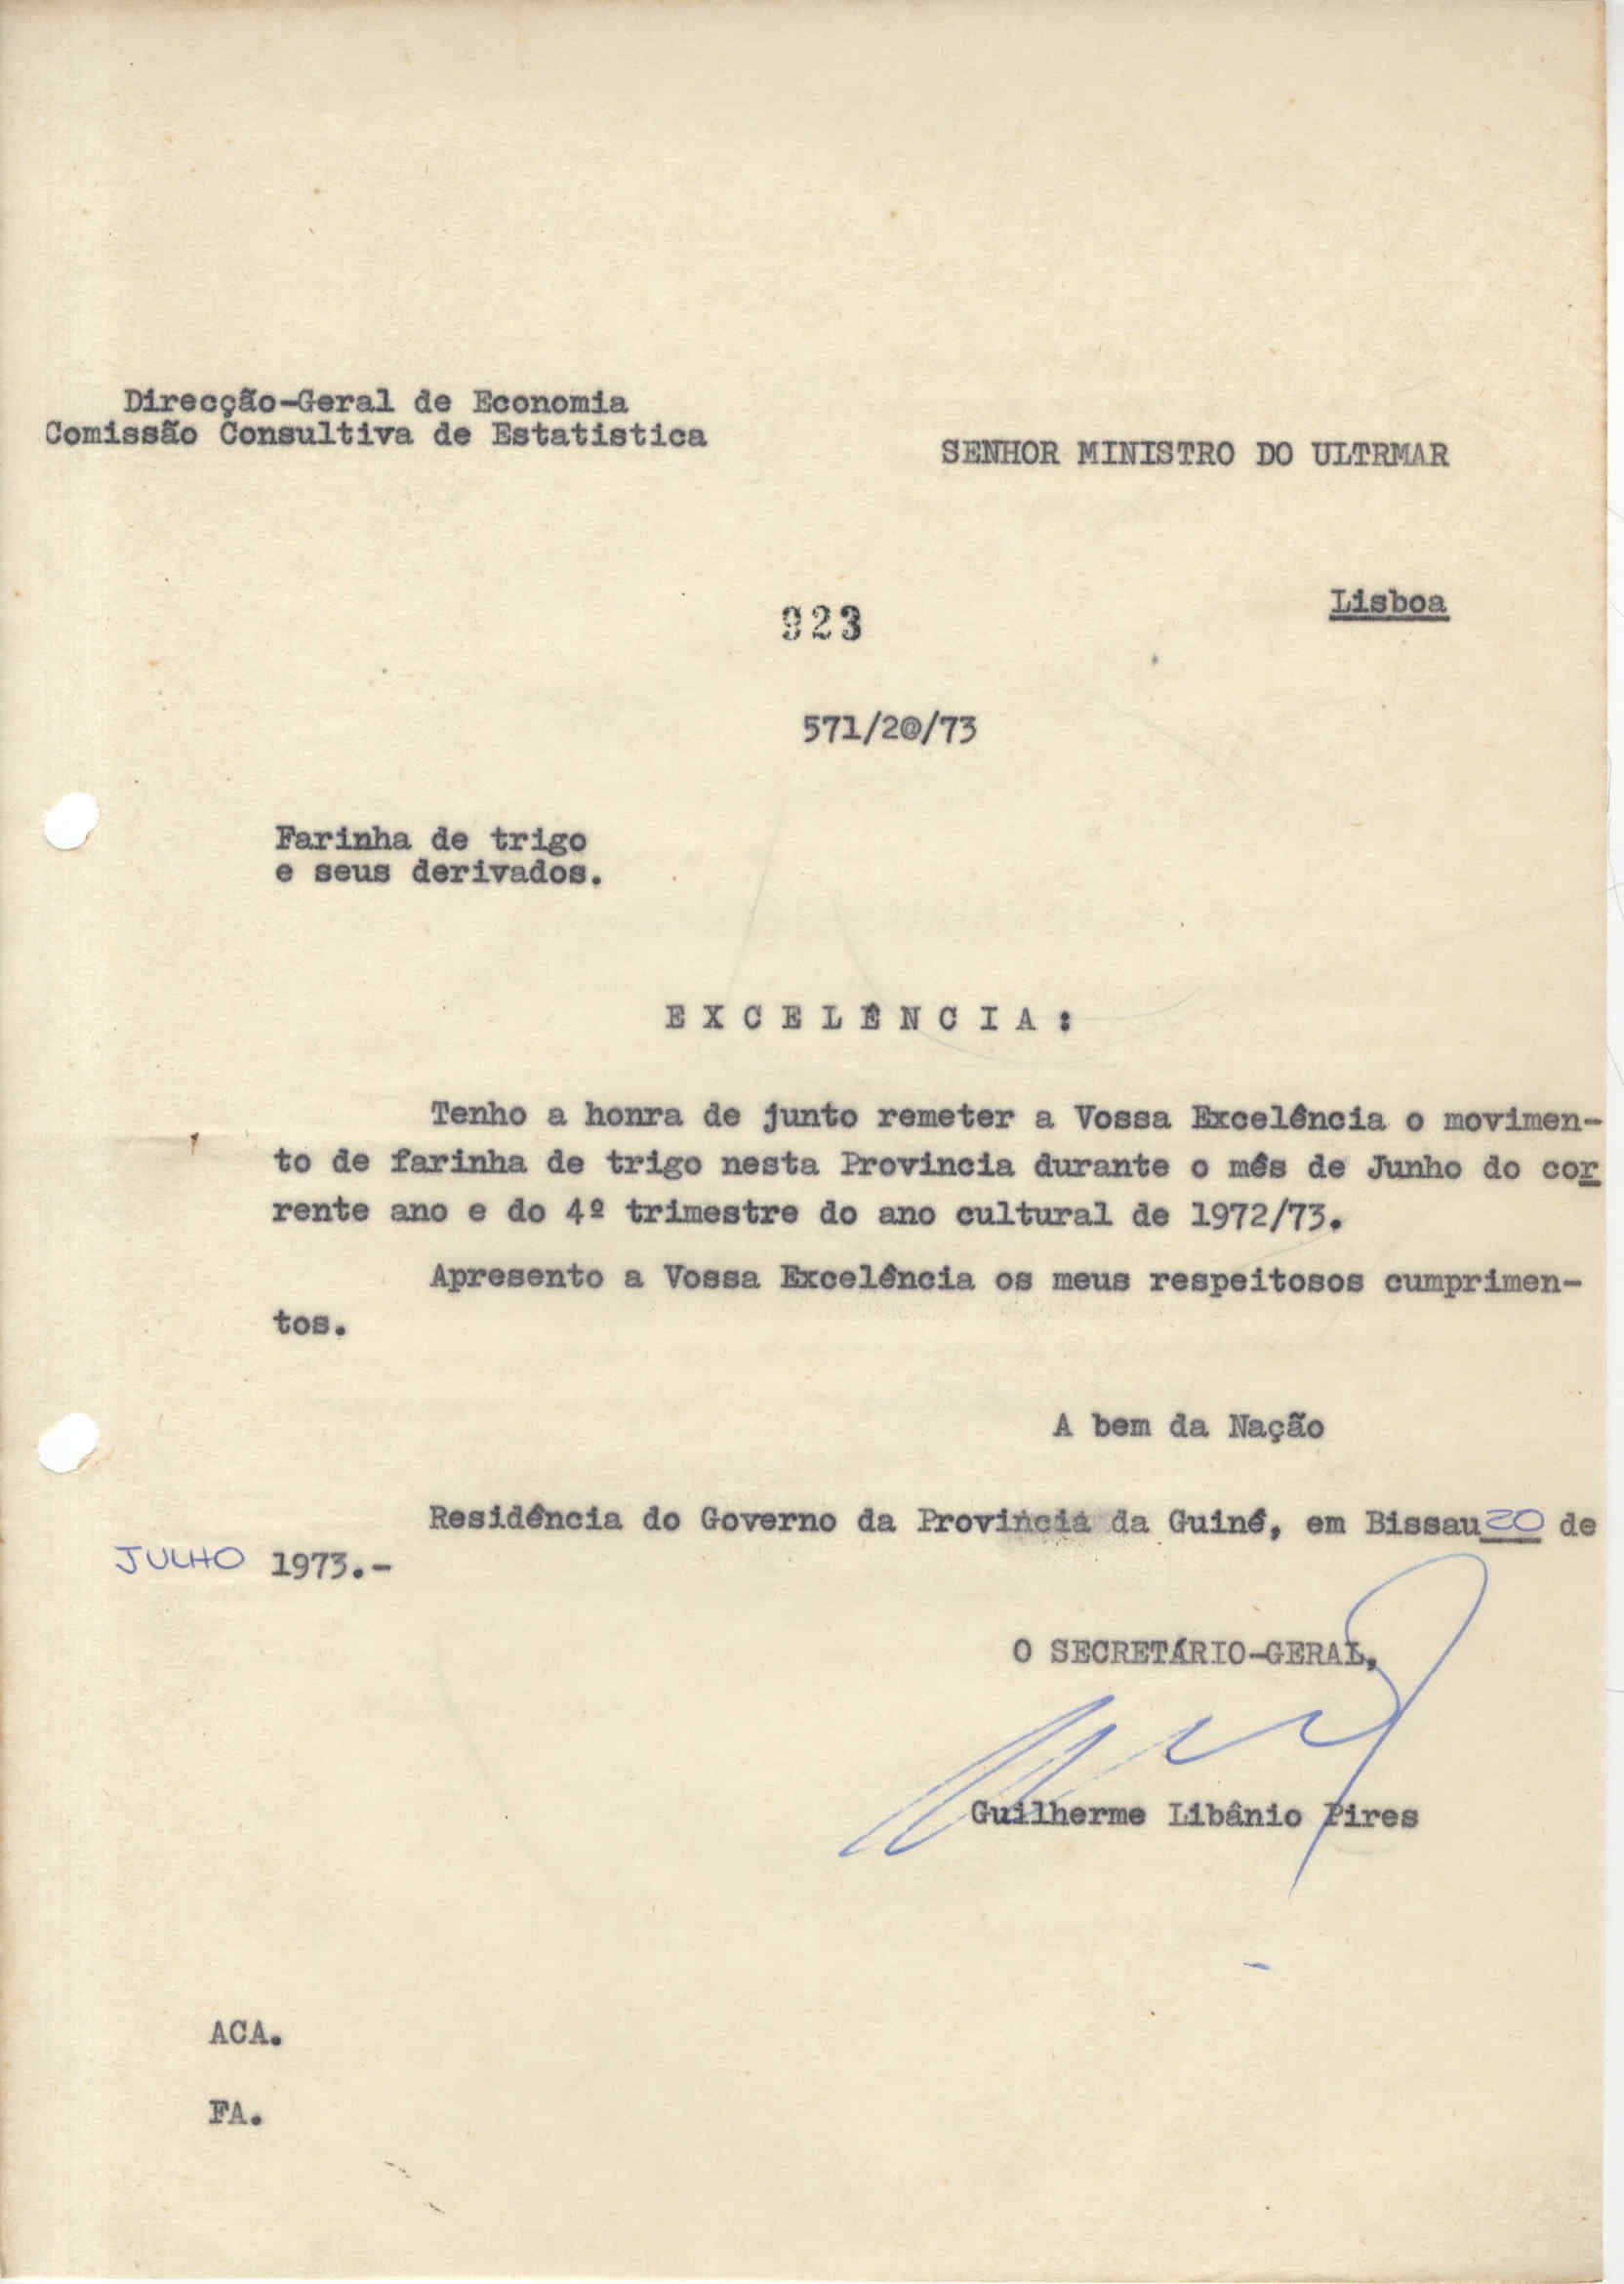 Direcção-Geral de Economia
Comissão Consultiva de Estatistica
SENHOR MINISTRO DO ULTRMAR
Lisboa
923
571/2@/73
Farinha de trigo
e seus derivados.
E X C E L Ê N C I A :
Tenho a honra de junto remeter a Vossa Excelência o movimen-
to de farinha de trigo nesta Provincia durante o mês de Junho do cor
rente ano e do 4º trimestre do ano cultural de 1972/73.
Apresento a Vossa Excelência os meus respeitosos cumprimen-
tos.
A bem da Nação
Residência do Governo da Provincia da Guiné, em Bissau 20 de
JULHO 1973.-
O SECRETÁRIO-GERAL,
Guilherme Libânio Pires
ACA.
FA.